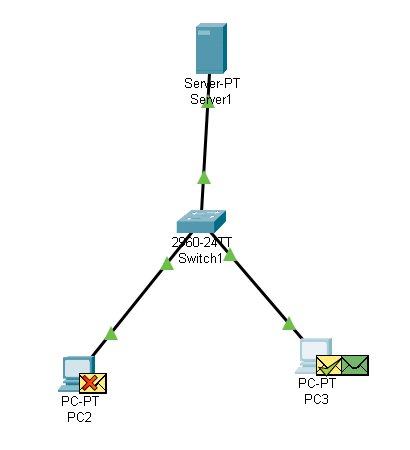 Server-PT
Server1
2960-24TT
Switch1
PC-PT
PC2
PC-PT
PC3